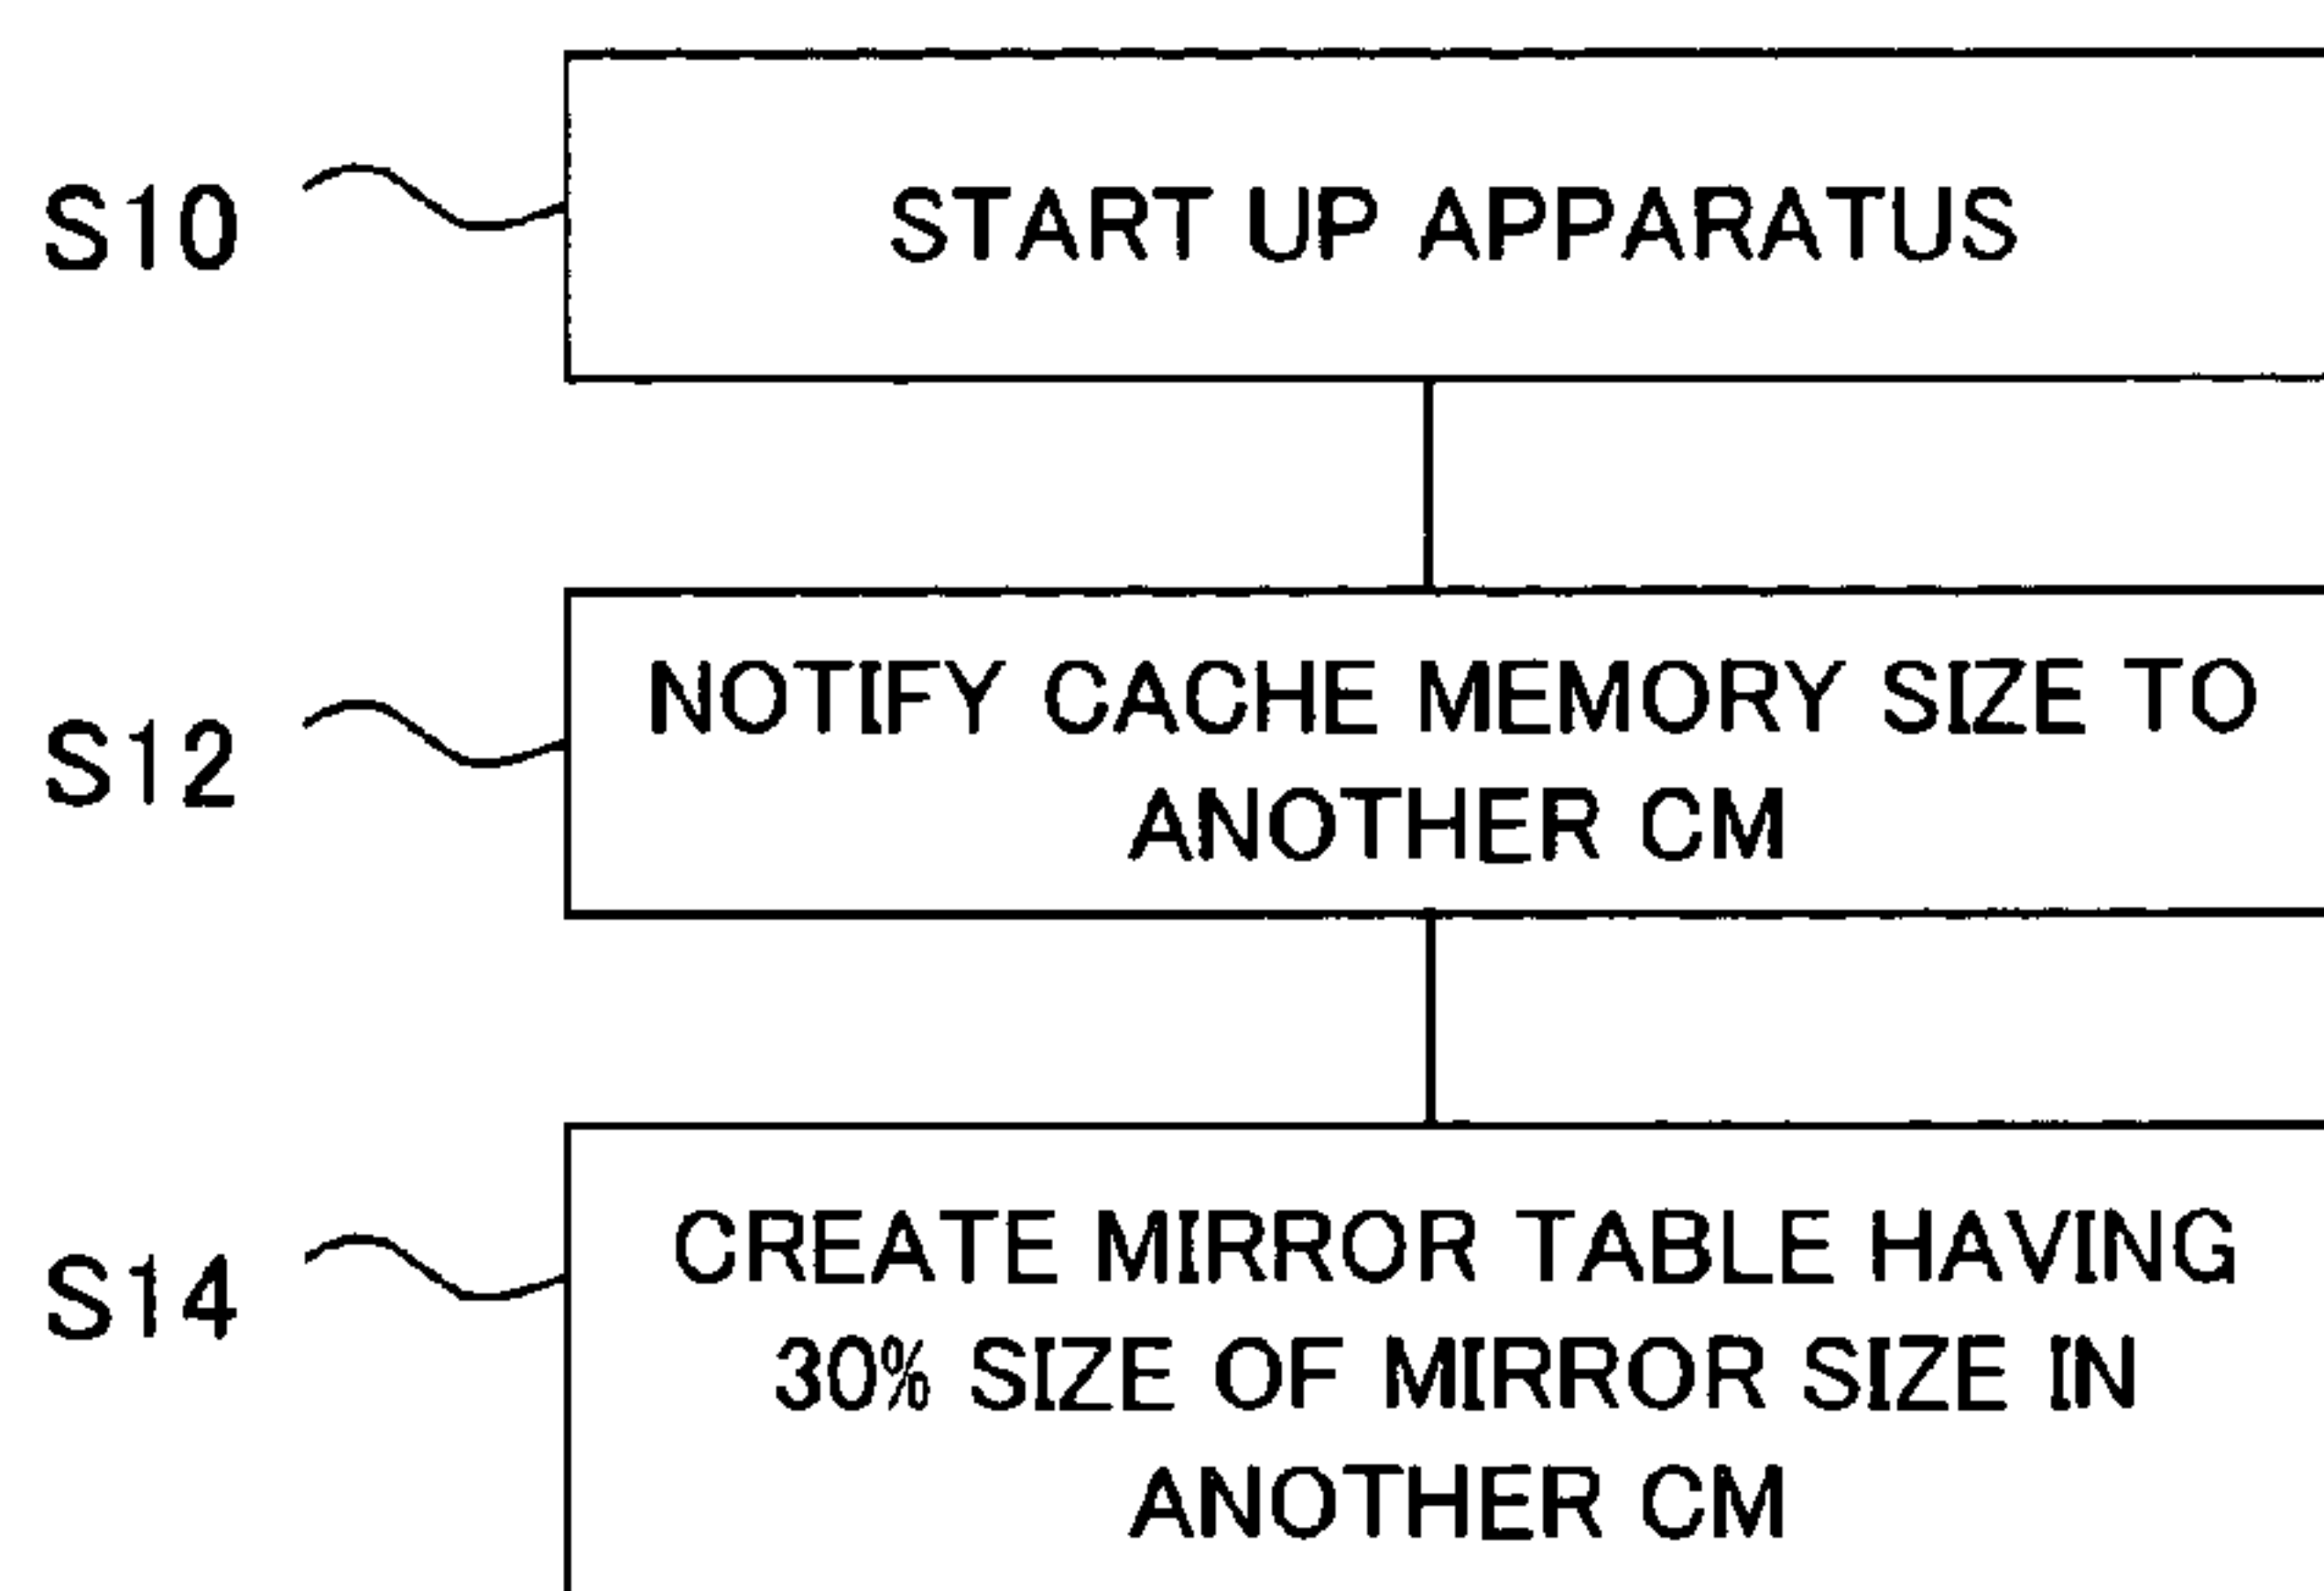 S10
START UP APPARATUS
S12
NOTIFY CACHE MEMORY SIZE TO
ANOTHER CM
S14
CREATE MIRROR TABLE HAVING
30% SIZE OF MIRROR SIZE IN
ANOTHER CM